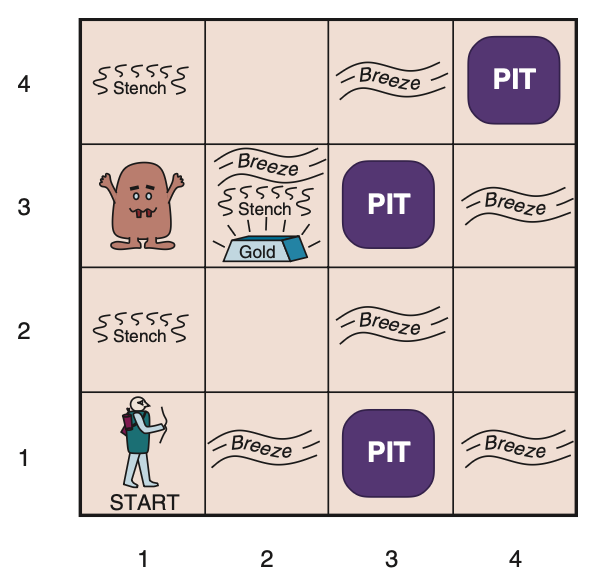 4
Stench
Breeze
PIT
3
Breeze
Stench
Gold
PIT
Breeze
2
Stench
Breeze
1
START
Breeze
PIT
Breeze
1 2 3 4